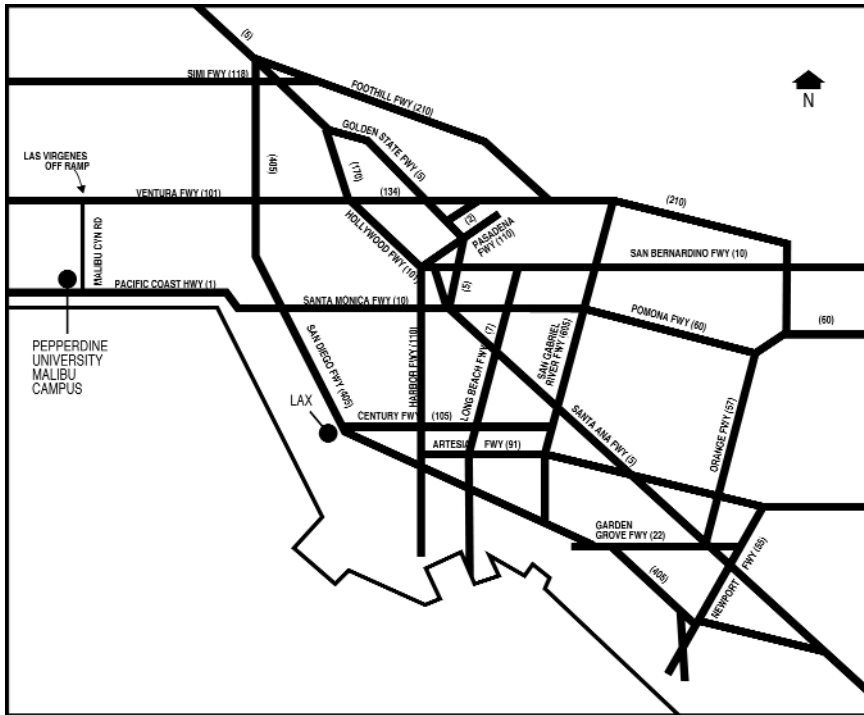 (5)
SIMI FWY (118)
FOOTHILL FWY (210)
N
GOLDEN STATE FWY (5)
(405)
(170)
LAS VIRGENES
OFF RAMP
VENTURA FWY (101)
(134)
(210)
(2)
MALIBU CYN RD
HOLLYWOOD FWY (101)
PASADENA
FWY (110)
SAN BERNARDINO FWY (10)
PACIFIC COAST HWY (1)
(5)
SANTA MONICA FWY (10)
POMONA FWY (60)
(60)
PEPPERDINE
UNIVERSITY
MALIBU
CAMPUS
SAN DIEGO FWY (405)
HARBOR FWY (110)
LONG BEACH FWY (7)
SAN GABRIEL
RIVER FWY (605)
LAX
CENTURY FWY (105)
SANTA ANA FWY (5)
ORANGE FWY (57)
ARTESIA FWY (91)
GARDEN
GROVE FWY (22)
(405)
NEWPORT FWY (55)